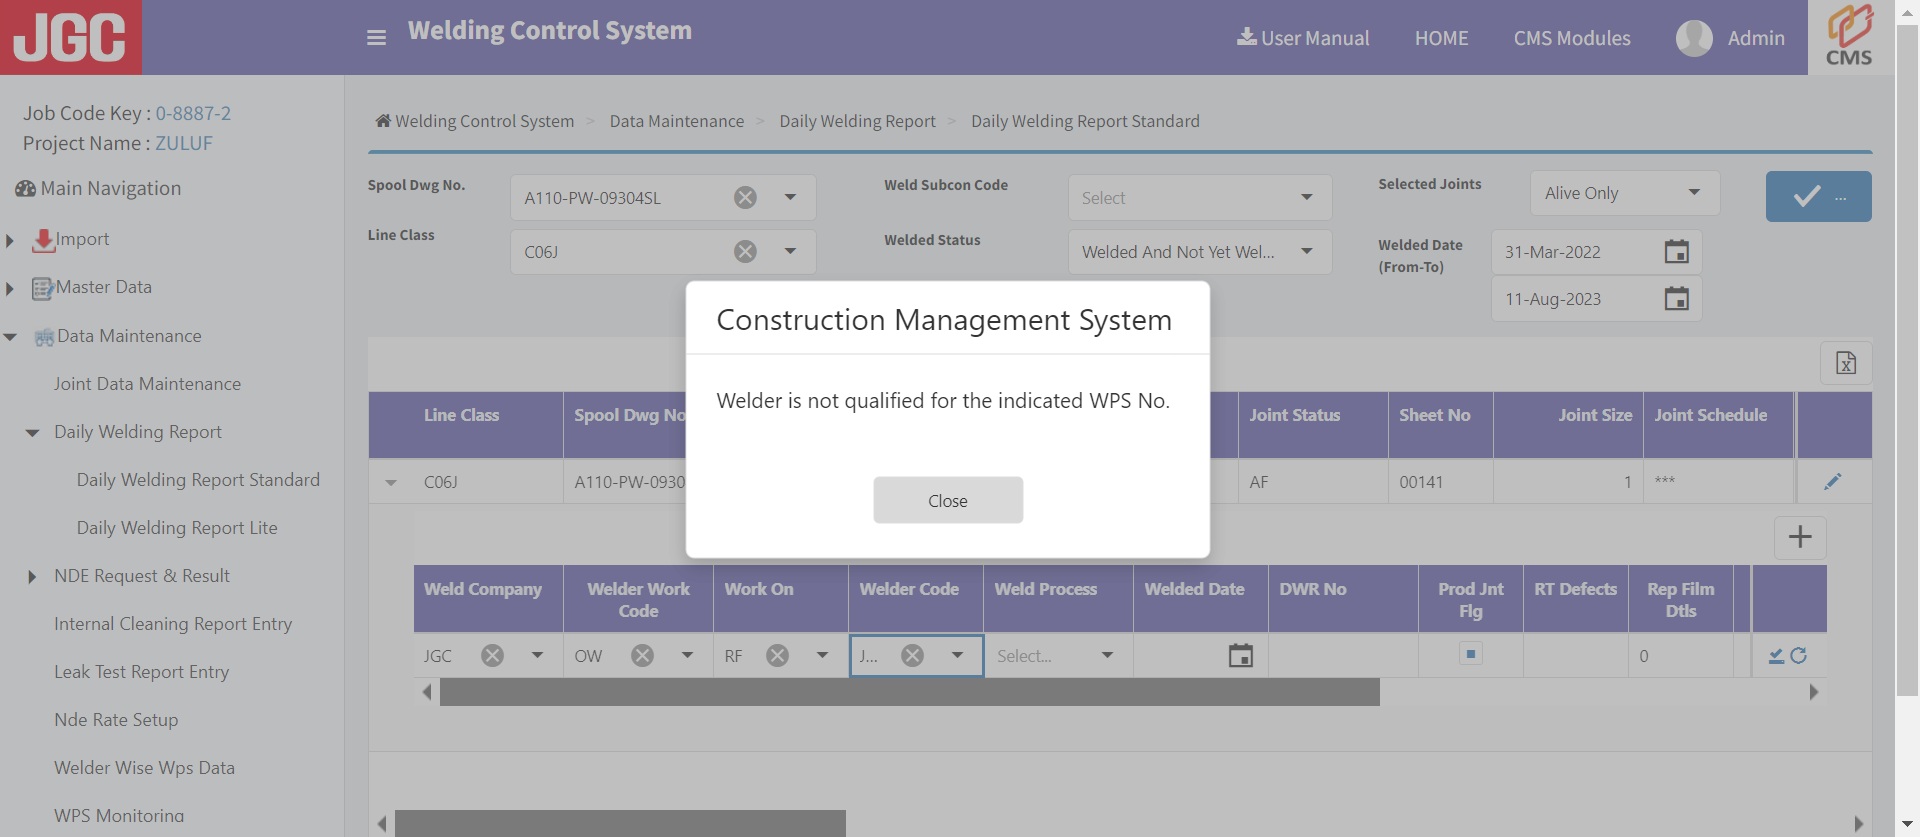 JGC
Welding Control System
User Manual
HOME
CMS Modules
Admin
CMS
Job Code Key : 0-8887-2
Project Name : ZULUF
Main Navigation
Import
Master Data
Data Maintenance
Joint Data Maintenance
Daily Welding Report
Daily Welding Report Standard
Daily Welding Report Lite
NDE Request & Result
Internal Cleaning Report Entry
Leak Test Report Entry
Nde Rate Setup
Welder Wise Wps Data
WPS Monitoring
Welding Control System > Data Maintenance > Daily Welding Report > Daily Welding Report Standard
Spool Dwg No.
A110-PW-09304SL
Weld Subcon Code
Select
Selected Joints
Alive Only
...
Line Class
C06J
Welded Status
Welded And Not Yet Wel...
Welded Date
(From-To)
31-Mar-2022
11-Aug-2023
Construction Management System
Welder is not qualified for the indicated WPS No.
Close
Line Class
Spool Dwg No
Joint Status
Sheet No
Joint Size
Joint Schedule
C06J
A110-PW-0930
AF
00141
1
***
Weld Company
Welder Work
Code
Work On
Welder Code
Weld Process
Welded Date
DWR No
Prod Jnt
Flg
RT Defects
Rep Film
Dtls
JGC
OW
RF
J...
Select...
0